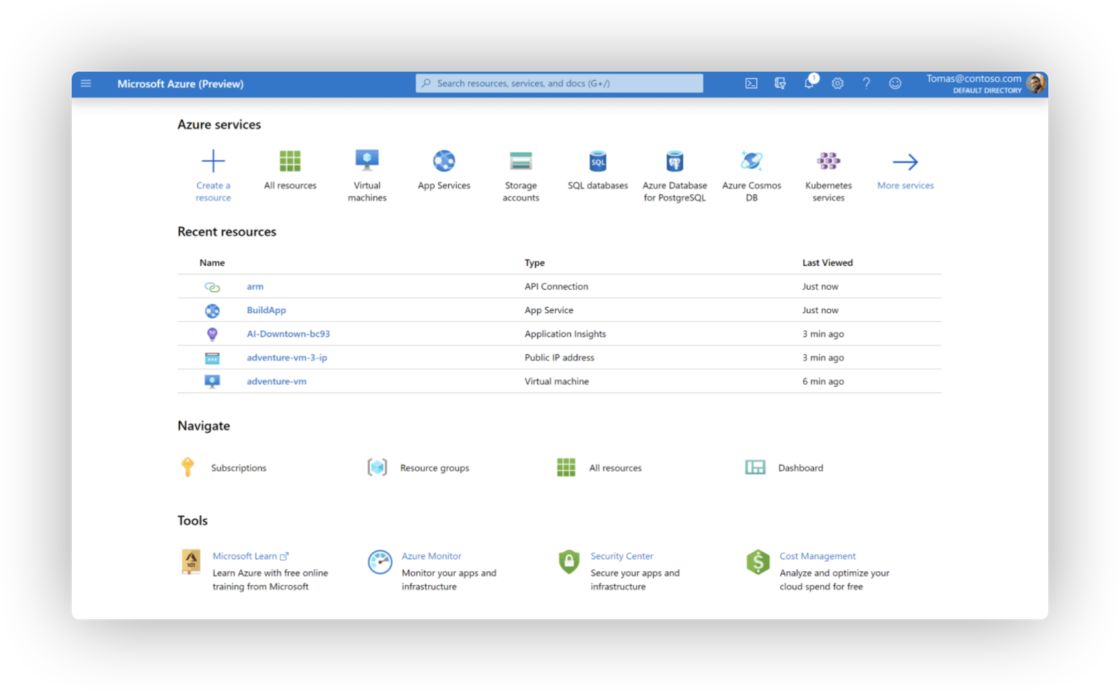 Microsoft Azure (Preview)
Search resources, services, and docs (G+/)
1
Tomas@contoso.com
DEFAULT DIRECTORY
Azure services
Create a
resource
All resources
Virtual
machines
App Services
Storage
accounts
SQL
SQL databases
Azure Database
for PostgreSQL
Azure Cosmos
DB
Kubernetes
services
More services
Recent resources
Name Type Last Viewed
arm API Connection Just now
BuildApp App Service Just now
AI-Downtown-bc93 Application Insights 3 min ago
adventure-vm-3-ip Public IP address 3 min ago
adventure-vm Virtual machine 6 min ago
Navigate
Subscriptions
Resource groups
All resources
Dashboard
Tools
Microsoft Learn
Learn Azure with free online
training from Microsoft
Azure Monitor
Monitor your apps and
infrastructure
Security Center
Secure your apps and
infrastructure
$
Cost Management
Analyze and optimize your
cloud spend for free